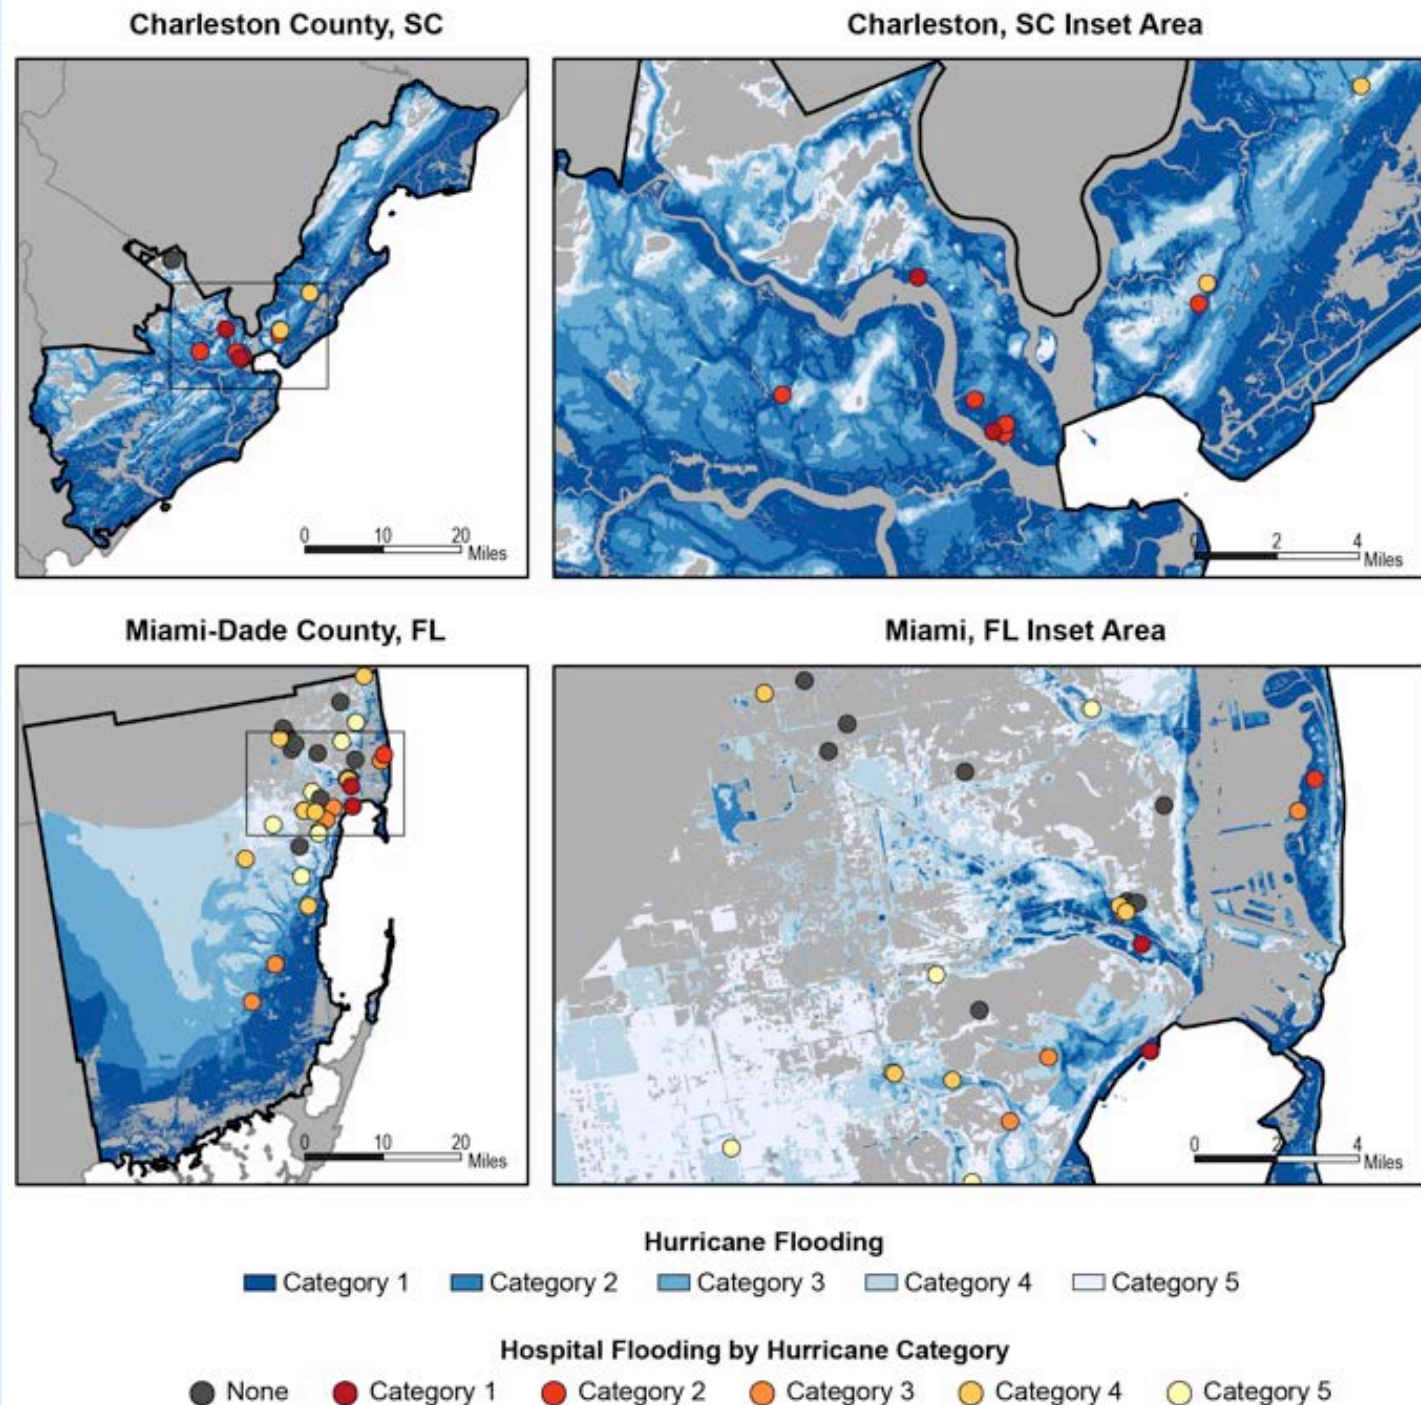 Charleston County, SC
Charleston, SC Inset Area
0 10 20
Miles
0 2 4
Miles
Miami-Dade County, FL
Miami, FL Inset Area
0 10 20
Miles
0 2 4
Miles
Hurricane Flooding
Category 1 Category 2 Category 3 Category 4 Category 5
Hospital Flooding by Hurricane Category
None Category 1 Category 2 Category 3 Category 4 Category 5